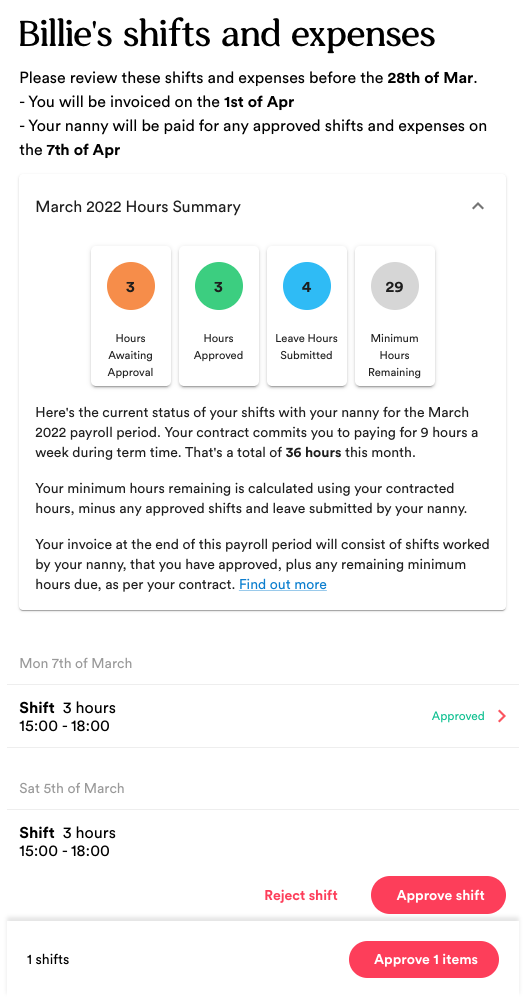 Billie's shifts and expenses
Please review these shifts and expenses before the 28th of Mar.
- You will be invoiced on the 1st of Apr
- Your nanny will be paid for any approved shifts and expenses on
the 7th of Apr
March 2022 Hours Summary
3
Hours
Awaiting
Approval
3
Hours
Approved
4
Leave Hours
Submitted
29
Minimum
Hours
Remaining
Here's the current status of your shifts with your nanny for the March
2022 payroll period. Your contract commits you to paying for 9 hours a
week during term time. That's a total of 36 hours this month.
Your minimum hours remaining is calculated using your contracted
hours, minus any approved shifts and leave submitted by your nanny.
Your invoice at the end of this payroll period will consist of shifts worked
by your nanny, that you have approved, plus any remaining minimum
hours due, as per your contract. Find out more
Mon 7th of March
Shift 3 hours
15:00 - 18:00
Approved
Sat 5th of March
Shift 3 hours
15:00 - 18:00
Reject shift
Approve shift
1 shifts
Approve 1 items